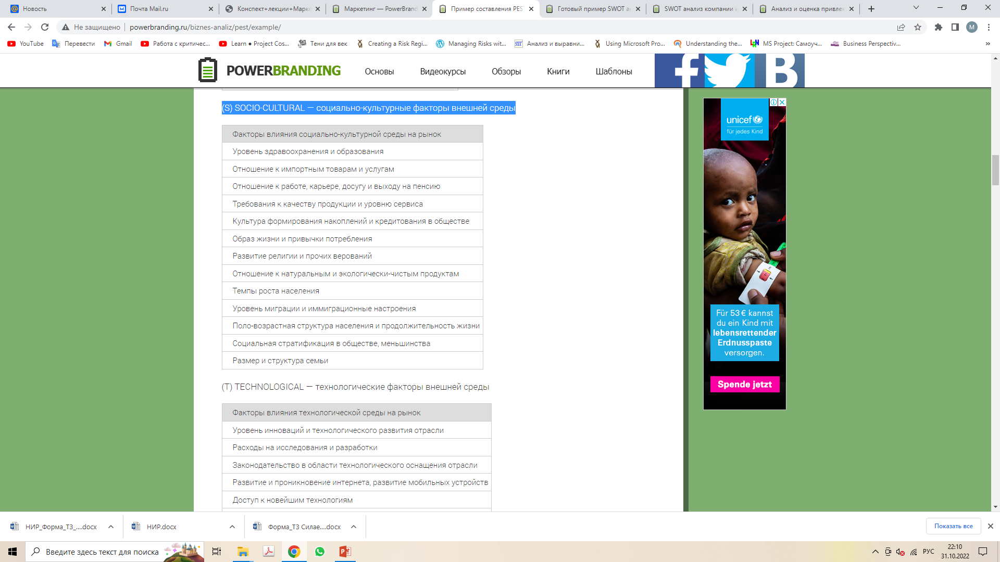 Новость
Почта Mail.ru
Конспект+лекции+Марке
Маркетинг — PowerBrand
Пример составления PES
Готовый пример SWOT а
SWOT анализ компании и
Анализ и оценка привлек
Не защищено
powerbranding.ru/biznes-analiz/pest/example/
M
YouTube
Перевести
Gmail
Работа с критичес...
Learn ● Project Cos...
Тени для век
Creating a Risk Regi...
Managing Risks wit...
Анализ и выравни...
Using Microsoft Pro...
Understanding the...
MS Project: Самоуч...
Business Perspectiv...
POWERBRANDING
Основы
Видеокурсы
Обзоры
Книги
Шаблоны
(S) SOCIO-CULTURAL — социально-культурные факторы внешней среды
Факторы влияния социально-культурной среды на рынок
Уровень здравоохранения и образования
Отношение к импортным товарам и услугам
Отношение к работе, карьере, досугу и выходу на пенсию
Требования к качеству продукции и уровню сервиса
Культура формирования накоплений и кредитования в обществе
Образ жизни и привычки потребления
Развитие религии и прочих верований
Отношение к натуральным и экологически-чистым продуктам
Темпы роста населения
Уровень миграции и иммиграционные настроения
Поло-возрастная структура населения и продолжительность жизни
Социальная стратификация в обществе, меньшинства
Размер и структура семьи
(T) TECHNOLOGICAL — технологические факторы внешней среды
Факторы влияния технологической среды на рынок
Уровень инноваций и технологического развития отрасли
Расходы на исследования и разработки
Законодательство в области технологического оснащения отрасли
Развитие и проникновение интернета, развитие мобильных устройств
Доступ к новейшим технологиям
unicef
für jedes Kind
Für 53 € kannst
du ein Kind mit
lebensrettender
Erdnusspaste
versorgen.
Spende jetzt
НИР_Форма_ТЗ_....docx
НИР.docx
Форма_ТЗ Силае....docx
Показать все
Введите здесь текст для поиска
РУС
22:10
31.10.2022